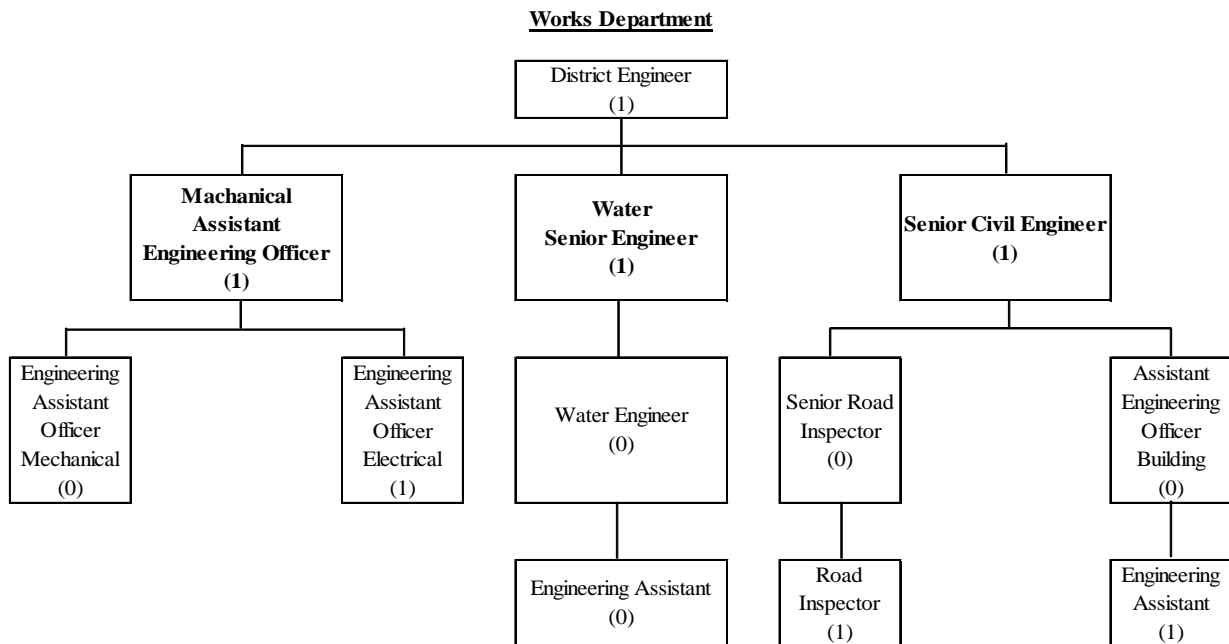 Works Department
District Engineer
(1)
Machanical
Assistant
Engineering Officer
(1)
Water
Senior Engineer
(1)
Senior Civil Engineer
(1)
Engineering
Assistant
Officer
Mechanical
(0)
Engineering
Assistant
Officer
Electrical
(1)
Water Engineer
(0)
Senior Road
Inspector
(0)
Assistant
Engineering
Officer
Building
(0)
Engineering Assistant
(0)
Road
Inspector
(1)
Engineering
Assistant
(1)